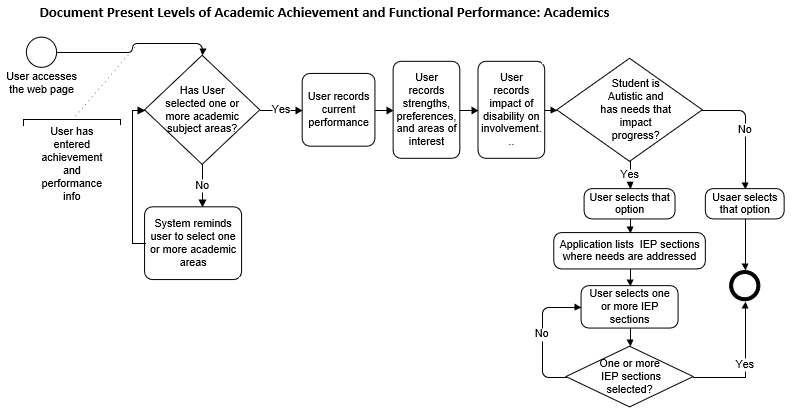 Document Present Levels of Academic Achievement and Functional Performance: Academics
User accesses
the web page
User has
entered
achievement
and
performance
info
Has User
selected one or
more academic
subject areas?
Yes
No
System reminds
user to select one
or more academic
areas
User records
current
performance
User
records
strengths,
preferences,
and areas of
interest
User
records
impact of
disability on
involvement.
..
Student is
Autistic and
has needs that
impact
progress?
Yes
No
User selects that
option
Usaer selects
that option
Application lists IEP sections
where needs are addressed
User selects one
or more IEP
sections
No
One or more
IEP sections
selected?
Yes